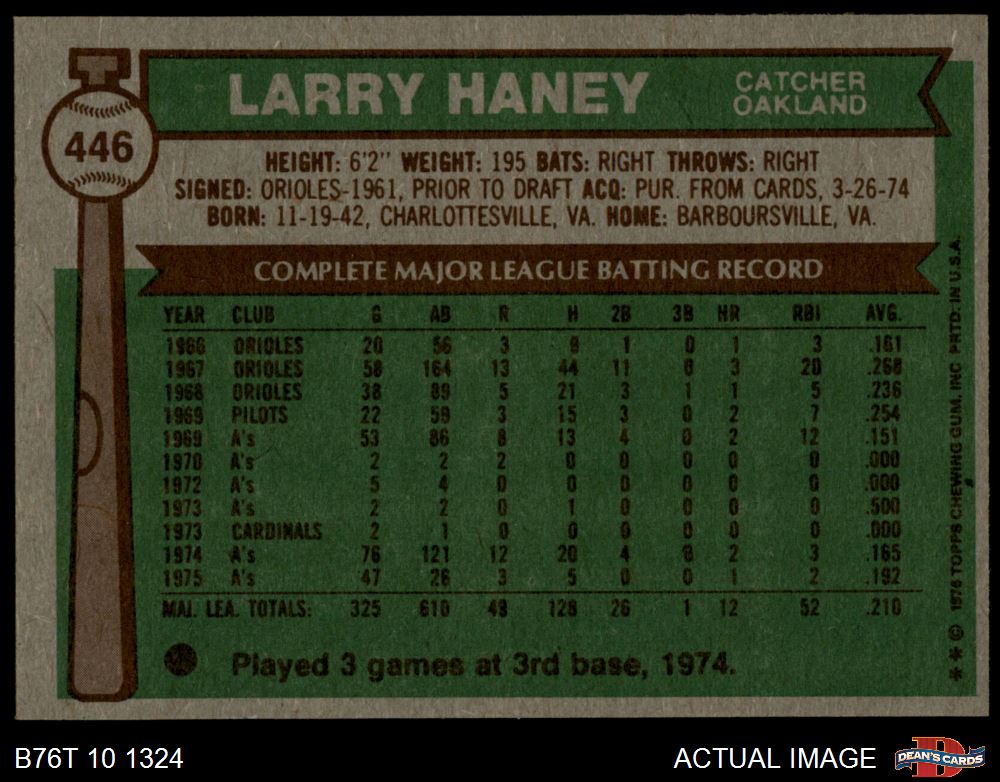 LARRY HANEY
CATCHER
OAKLAND
446
HEIGHT: 6'2" WEIGHT: 195 BATS: RIGHT THROWS: RIGHT
SIGNED: ORIOLES-1961, PRIOR TO DRAFT ACQ: PUR. FROM CARDS, 3-26-74
BORN: 11-19-42, CHARLOTTESVILLE, VA. HOME: BARBOURSVILLE, VA.
COMPLETE MAJOR LEAGUE BATTING RECORD
YEAR CLUB G AB R H 2B 3B HR RBI AVG.
1966 ORIOLES 20 56 3 9 1 0 1 3 .161
1967 ORIOLES 58 164 13 44 11 0 3 20 .268
1968 ORIOLES 38 89 5 21 3 1 1 5 .236
1969 PILOTS 22 59 3 15 3 0 2 7 .254
1969 A's 53 86 8 13 4 0 2 12 .151
1970 A's 2 2 2 0 0 0 0 0 .000
1972 A's 5 4 0 0 0 0 0 0 .000
1973 A's 2 2 0 1 0 0 0 0 .500
1973 CARDINALS 2 1 0 0 0 0 0 0 .000
1974 A's 76 121 12 20 4 0 2 3 .165
1975 A's 47 26 3 5 0 0 1 2 .192
MAJ. LEA. TOTALS: 325 610 49 128 26 1 12 52 .210
Played 3 games at 3rd base, 1974.
* * © 1976 TOPPS CHEWING GUM, INC PRTD. IN U.S.A.
B76T 10 1324
ACTUAL IMAGE
D
DEAN'S CARDS